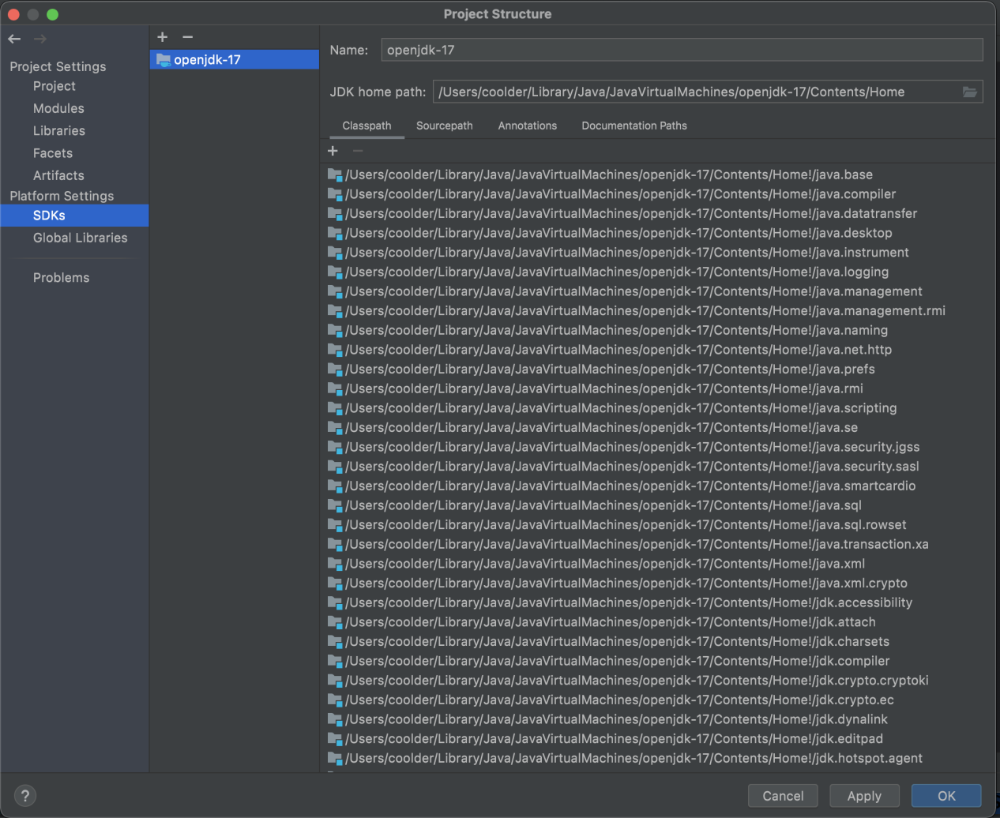 Project Structure
Project Settings
Project
Modules
Libraries
Facets
Artifacts
Platform Settings
SDKs
Global Libraries
Problems
openjdk-17
Name: openjdk-17
JDK home path: /Users/coolder/Library/Java/JavaVirtualMachines/openjdk-17/Contents/Home
Classpath Sourcepath Annotations Documentation Paths
/Users/coolder/Library/Java/JavaVirtualMachines/openjdk-17/Contents/Home!/java.base
/Users/coolder/Library/Java/JavaVirtualMachines/openjdk-17/Contents/Home!/java.compiler
/Users/coolder/Library/Java/JavaVirtualMachines/openjdk-17/Contents/Home!/java.datatransfer
/Users/coolder/Library/Java/JavaVirtualMachines/openjdk-17/Contents/Home!/java.desktop
/Users/coolder/Library/Java/JavaVirtualMachines/openjdk-17/Contents/Home!/java.instrument
/Users/coolder/Library/Java/JavaVirtualMachines/openjdk-17/Contents/Home!/java.logging
/Users/coolder/Library/Java/JavaVirtualMachines/openjdk-17/Contents/Home!/java.management
/Users/coolder/Library/Java/JavaVirtualMachines/openjdk-17/Contents/Home!/java.management.rmi
/Users/coolder/Library/Java/JavaVirtualMachines/openjdk-17/Contents/Home!/java.naming
/Users/coolder/Library/Java/JavaVirtualMachines/openjdk-17/Contents/Home!/java.net.http
/Users/coolder/Library/Java/JavaVirtualMachines/openjdk-17/Contents/Home!/java.prefs
/Users/coolder/Library/Java/JavaVirtualMachines/openjdk-17/Contents/Home!/java.rmi
/Users/coolder/Library/Java/JavaVirtualMachines/openjdk-17/Contents/Home!/java.scripting
/Users/coolder/Library/Java/JavaVirtualMachines/openjdk-17/Contents/Home!/java.se
/Users/coolder/Library/Java/JavaVirtualMachines/openjdk-17/Contents/Home!/java.security.jgss
/Users/coolder/Library/Java/JavaVirtualMachines/openjdk-17/Contents/Home!/java.security.sasl
/Users/coolder/Library/Java/JavaVirtualMachines/openjdk-17/Contents/Home!/java.smartcardio
/Users/coolder/Library/Java/JavaVirtualMachines/openjdk-17/Contents/Home!/java.sql
/Users/coolder/Library/Java/JavaVirtualMachines/openjdk-17/Contents/Home!/java.sql.rowset
/Users/coolder/Library/Java/JavaVirtualMachines/openjdk-17/Contents/Home!/java.transaction.xa
/Users/coolder/Library/Java/JavaVirtualMachines/openjdk-17/Contents/Home!/java.xml
/Users/coolder/Library/Java/JavaVirtualMachines/openjdk-17/Contents/Home!/java.xml.crypto
/Users/coolder/Library/Java/JavaVirtualMachines/openjdk-17/Contents/Home!/jdk.accessibility
/Users/coolder/Library/Java/JavaVirtualMachines/openjdk-17/Contents/Home!/jdk.attach
/Users/coolder/Library/Java/JavaVirtualMachines/openjdk-17/Contents/Home!/jdk.charsets
/Users/coolder/Library/Java/JavaVirtualMachines/openjdk-17/Contents/Home!/jdk.compiler
/Users/coolder/Library/Java/JavaVirtualMachines/openjdk-17/Contents/Home!/jdk.crypto.cryptoki
/Users/coolder/Library/Java/JavaVirtualMachines/openjdk-17/Contents/Home!/jdk.crypto.ec
/Users/coolder/Library/Java/JavaVirtualMachines/openjdk-17/Contents/Home!/jdk.dynalink
/Users/coolder/Library/Java/JavaVirtualMachines/openjdk-17/Contents/Home!/jdk.editpad
/Users/coolder/Library/Java/JavaVirtualMachines/openjdk-17/Contents/Home!/jdk.hotspot.agent
? Cancel Apply OK